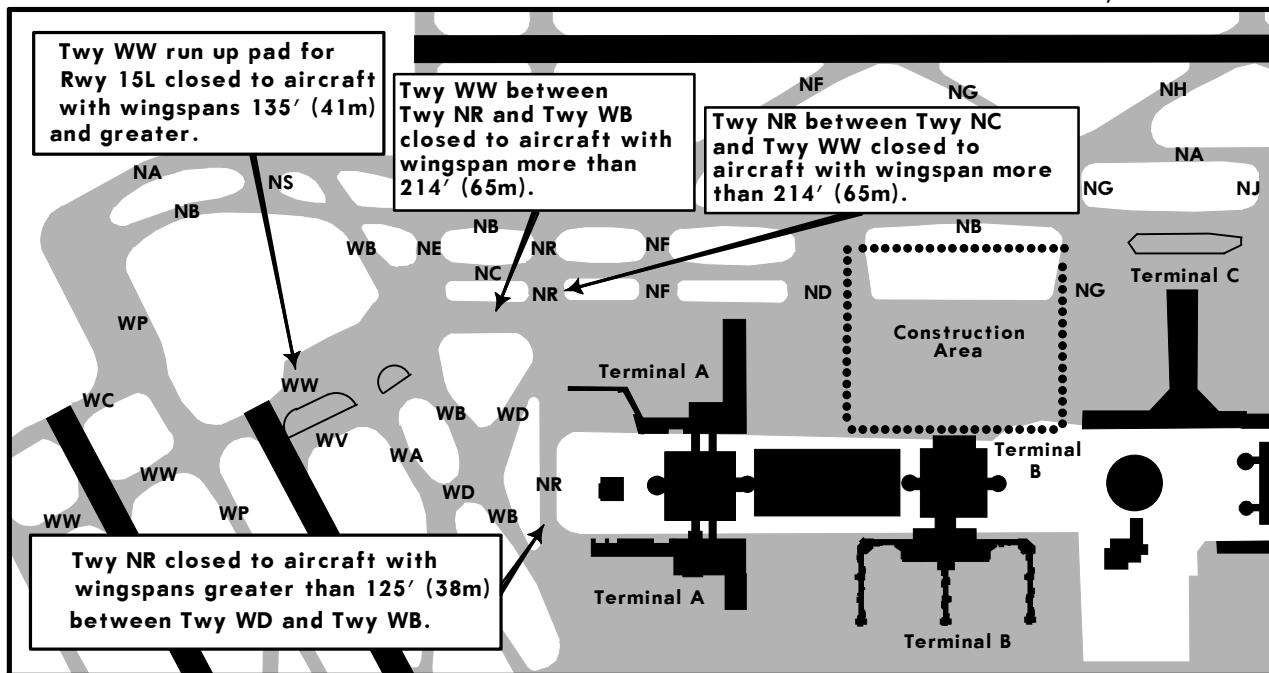 Twy WW run up pad for
Rwy 15L closed to aircraft
with wingspans 135' (41m)
and greater.
Twy WW between
Twy NR and Twy WB
closed to aircraft with
wingspan more than
214' (65m).
Twy NR between Twy NC
and Twy WW closed to
aircraft with wingspan more
than 214' (65m).
NF
NG
NH
NA
NA
NS
NG
NJ
NB
NB
NB
WB
NE
NR
NF
NC
NR
NF
ND
NG
Terminal C
WP
Construction
Area
Terminal A
WW
WC
WB
WD
WV
WA
Terminal
B
WW
WD
NR
WW
WP
WB
Twy NR closed to aircraft with
wingspans greater than 125' (38m)
between Twy WD and Twy WB.
Terminal A
Terminal B